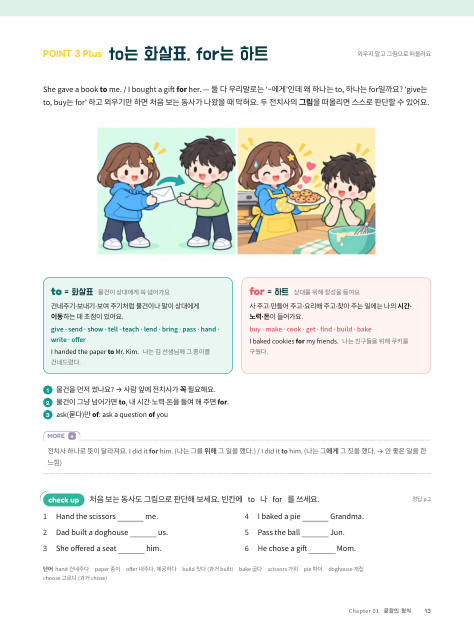 POINT 3 Plus to는 화살표, for는 하트
외우지 말고 그림으로 떠올려요
She gave a book to me. / I bought a gift for me. — 둘 다 우리말로는 '~에게'인데 왜 하나는 to, 하나는 for일까요? 'give는
to, buy는 for' 하고 외우기만 하면 처음 보는 동사가 나왔을 때 막혀요. 두 전치사의 그림을 떠올리면 스스로 판단할 수 있어요.
to = 화살표 물건이 상대에게 쏙 넘어가요
건네주기·보내기·보여 주기처럼 물건이나 말이 상대에게
이동하는 데 초점이 있어요.
give · send · show · tell · teach · lend · bring · pass · hand ·
write · offer
I handed the paper to Mr. Kim. 나는 김 선생님께 그 종이를
건네드렸다.
for = 하트 상대를 위해 정성을 들여요
사 주고·만들어 주고·요리해 주고·찾아 주는 일에는 나의 시간·
노력·돈이 들어가요.
buy · make · cook · get · find · build · bake
I baked cookies for my friends. 나는 친구들을 위해 쿠키를
구웠다.
1 물건을 먼저 썼나요? → 사람 앞에 전치사가 꼭 필요해요.
2 물건이 그냥 넘어가면 to, 내 시간·노력·돈을 들여 해 주면 for.
3 ask(묻다)만 of: ask a question of you
MORE +
전치사 하나로 뜻이 달라져요. I did it for him. (나는 그를 위해 그 일을 했다.) / I did it to him. (나는 그에게 그 짓을 했다. → 안 좋은 일을 한
느낌)
check up 처음 보는 동사도 그림으로 판단해 보세요. 빈칸에 to 나 for 를 쓰세요.
정답 p.2
1 Hand the scissors ______ me.
2 Dad built a doghouse ______ us.
3 She offered a seat ______ him.
4 I baked a pie ______ Grandma.
5 Pass the ball ______ Jun.
6 He chose a gift ______ Mom.
단어 hand 건네주다 paper 종이 offer 내주다, 제공하다 build 짓다 (과거 built) bake 굽다 scissors 가위 pie 파이 doghouse 개집
choose 고르다 (과거 chose)
Chapter 01 문장의 형식 13